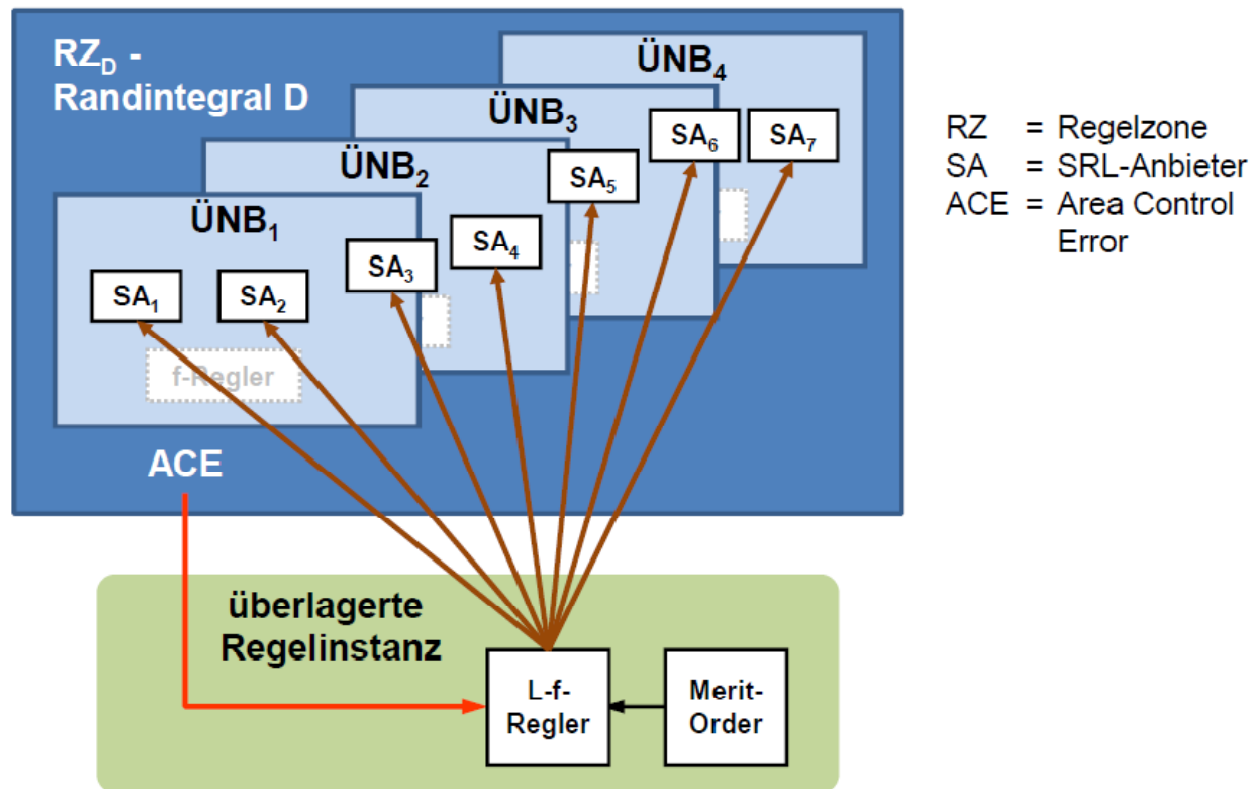 RZ_D -
Randintegral D
ÜNB₄
ÜNB₃
ÜNB₂
ÜNB₁
SA₆
SA₇
SA₅
SA₄
SA₃
SA₁
SA₂
f-Regler
ACE
überlagerte
Regelinstanz
L-f-
Regler
Merit-
Order
RZ = Regelzone
SA = SRL-Anbieter
ACE = Area Control
Error